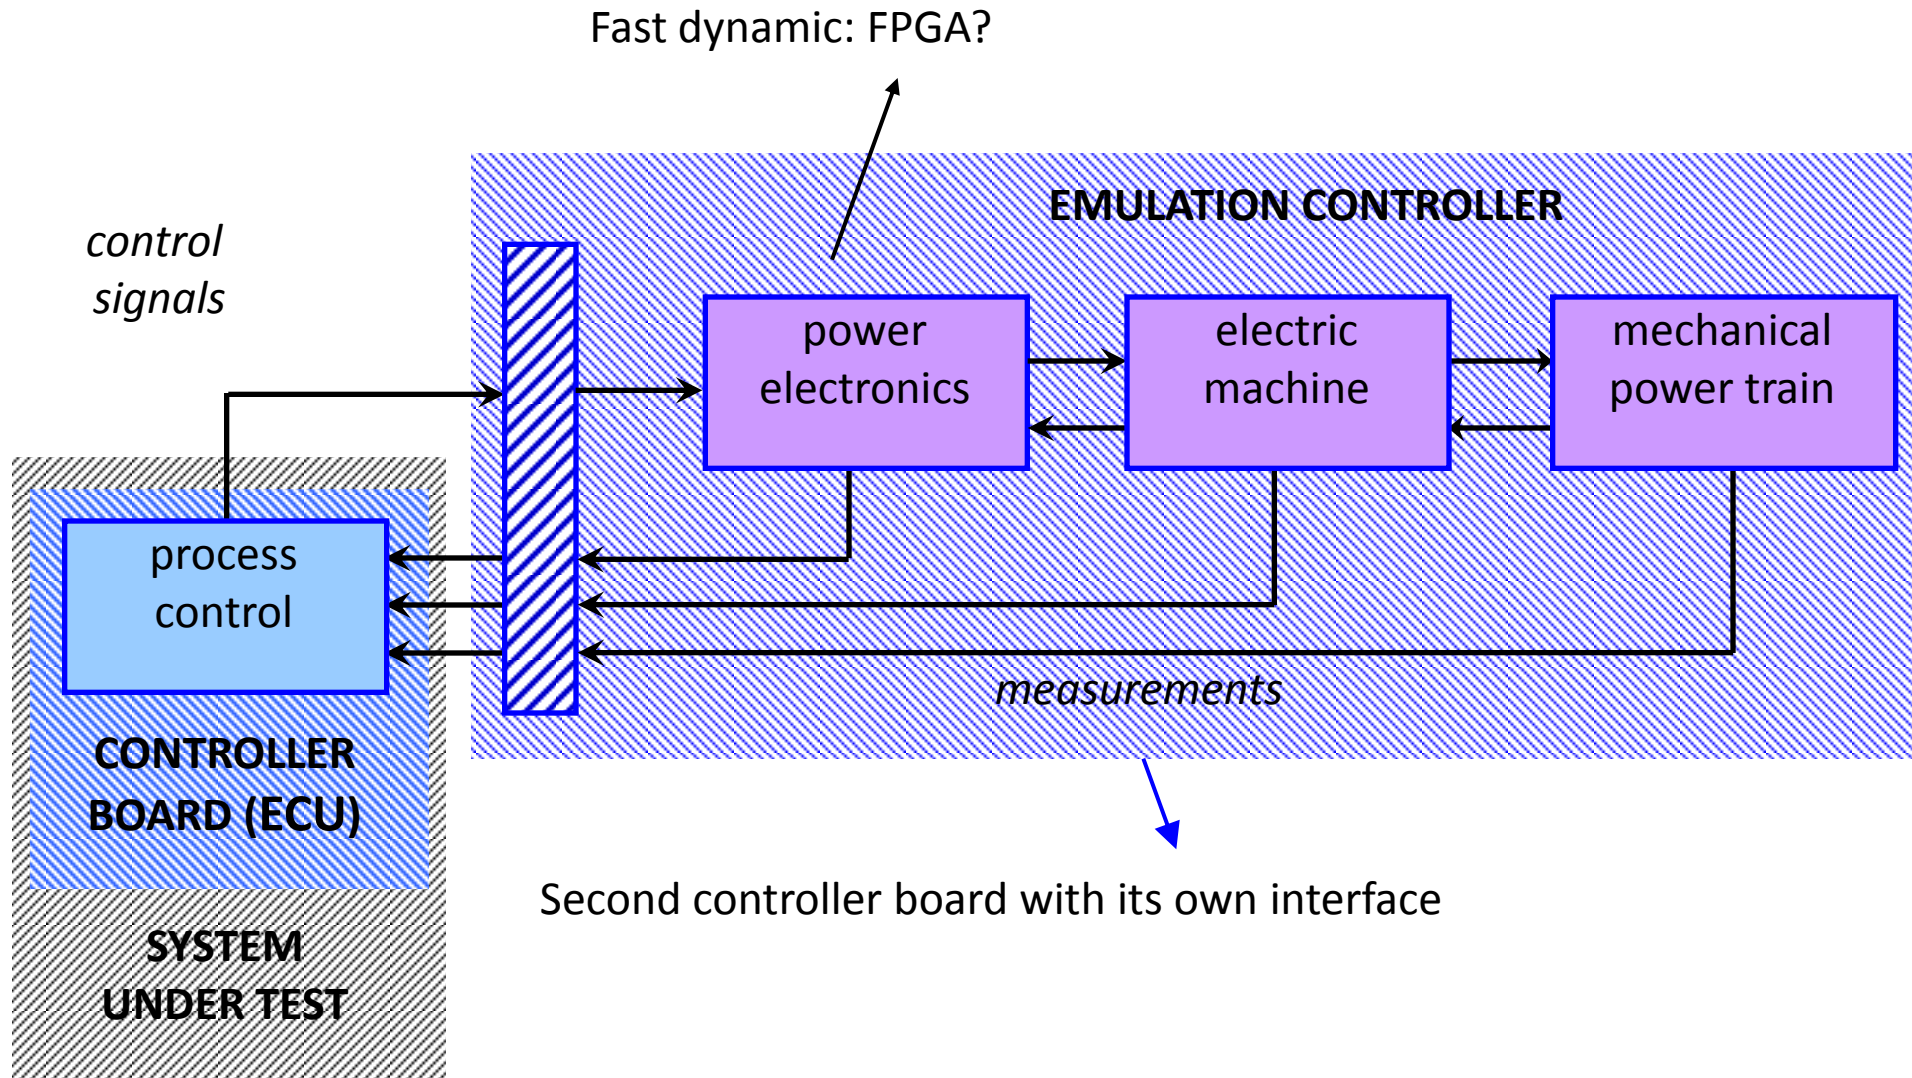 Fast dynamic: FPGA?
EMULATION CONTROLLER
control
signals
power
electronics
electric
machine
mechanical
power train
process
control
measurements
CONTROLLER
BOARD (ECU)
Second controller board with its own interface
SYSTEM
UNDER TEST